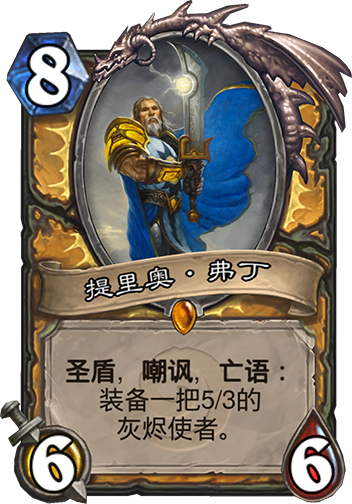 8
提里奥·弗丁
圣盾，嘲讽，亡语：
装备一把5/3的
灰烬使者。
6
6